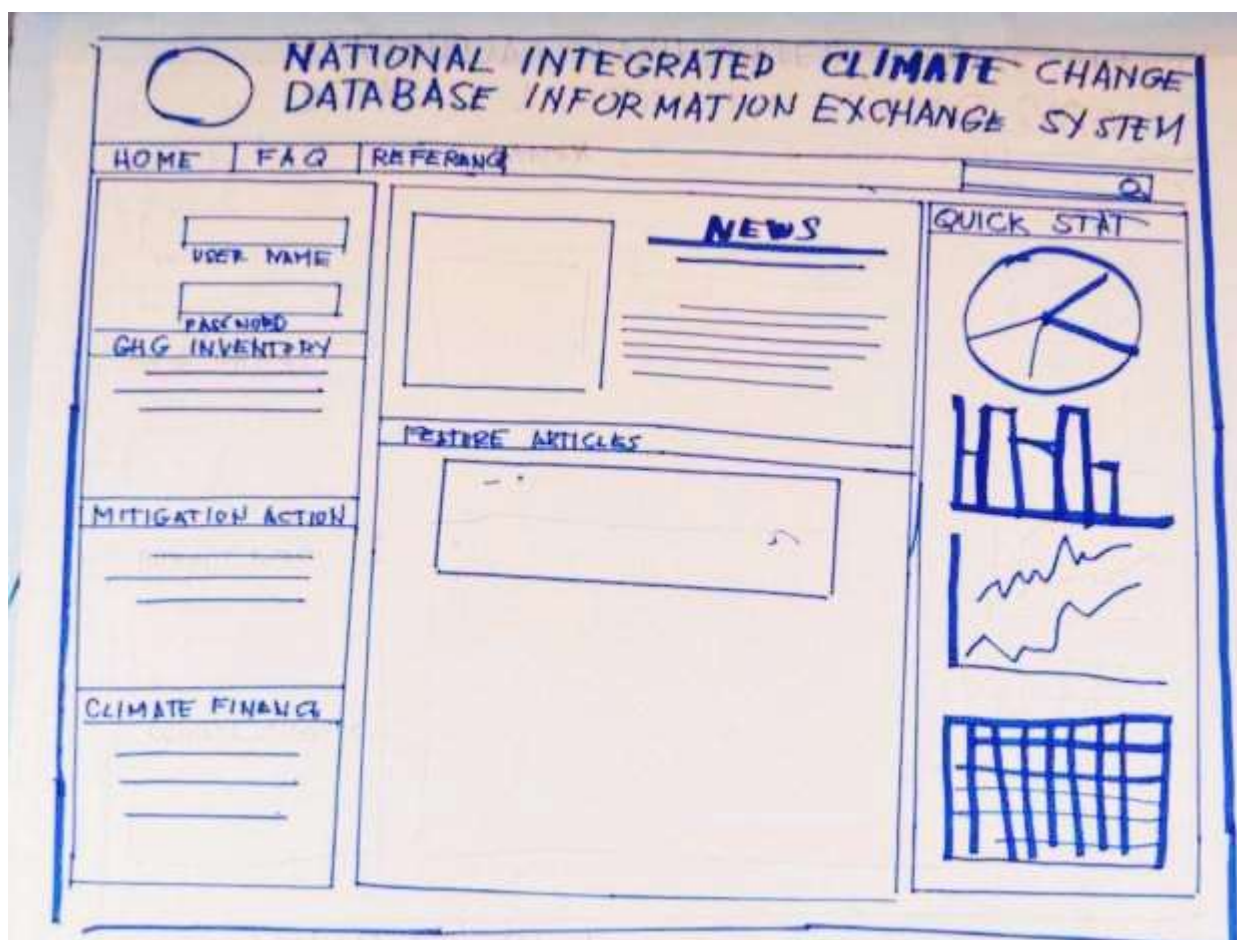 NATIONAL INTEGRATED CLIMATE CHANGE
DATABASE INFORMATION EXCHANGE SYSTEM
HOME FAQ REFERANC
USER NAME
PASSWORD
GHG INVENTORY
MITIGATION ACTION
CLIMATE FINANCE
NEWS
FEATURE ARTICLES
QUICK STAT